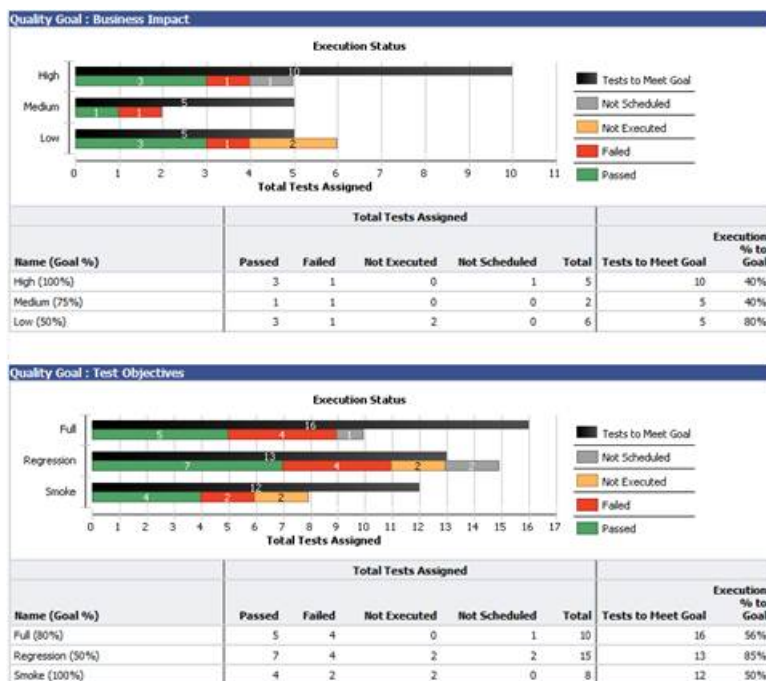 Quality Goal : Business Impact
Execution Status
High
10
3 1 1
Medium
5
1 1
Low
5
3 1 2
0 1 2 3 4 5 6 7 8 9 10 11
Total Tests Assigned
Tests to Meet Goal
Not Scheduled
Not Executed
Failed
Passed
Total Tests Assigned
Name (Goal %) Passed Failed Not Executed Not Scheduled Total Tests to Meet Goal Execution % to Goal
High (100%) 3 1 0 1 5 10 40%
Medium (75%) 1 1 0 0 2 5 40%
Low (50%) 3 1 2 0 6 5 80%
Quality Goal : Test Objectives
Execution Status
Full
16
5 4 1
Regression
13
7 4 2 2
Smoke
12
4 2 2
0 1 2 3 4 5 6 7 8 9 10 11 12 13 14 15 16 17
Total Tests Assigned
Tests to Meet Goal
Not Scheduled
Not Executed
Failed
Passed
Total Tests Assigned
Name (Goal %) Passed Failed Not Executed Not Scheduled Total Tests to Meet Goal Execution % to Goal
Full (80%) 5 4 0 1 10 16 56%
Regression (50%) 7 4 2 2 15 13 85%
Smoke (100%) 4 2 2 0 8 12 50%